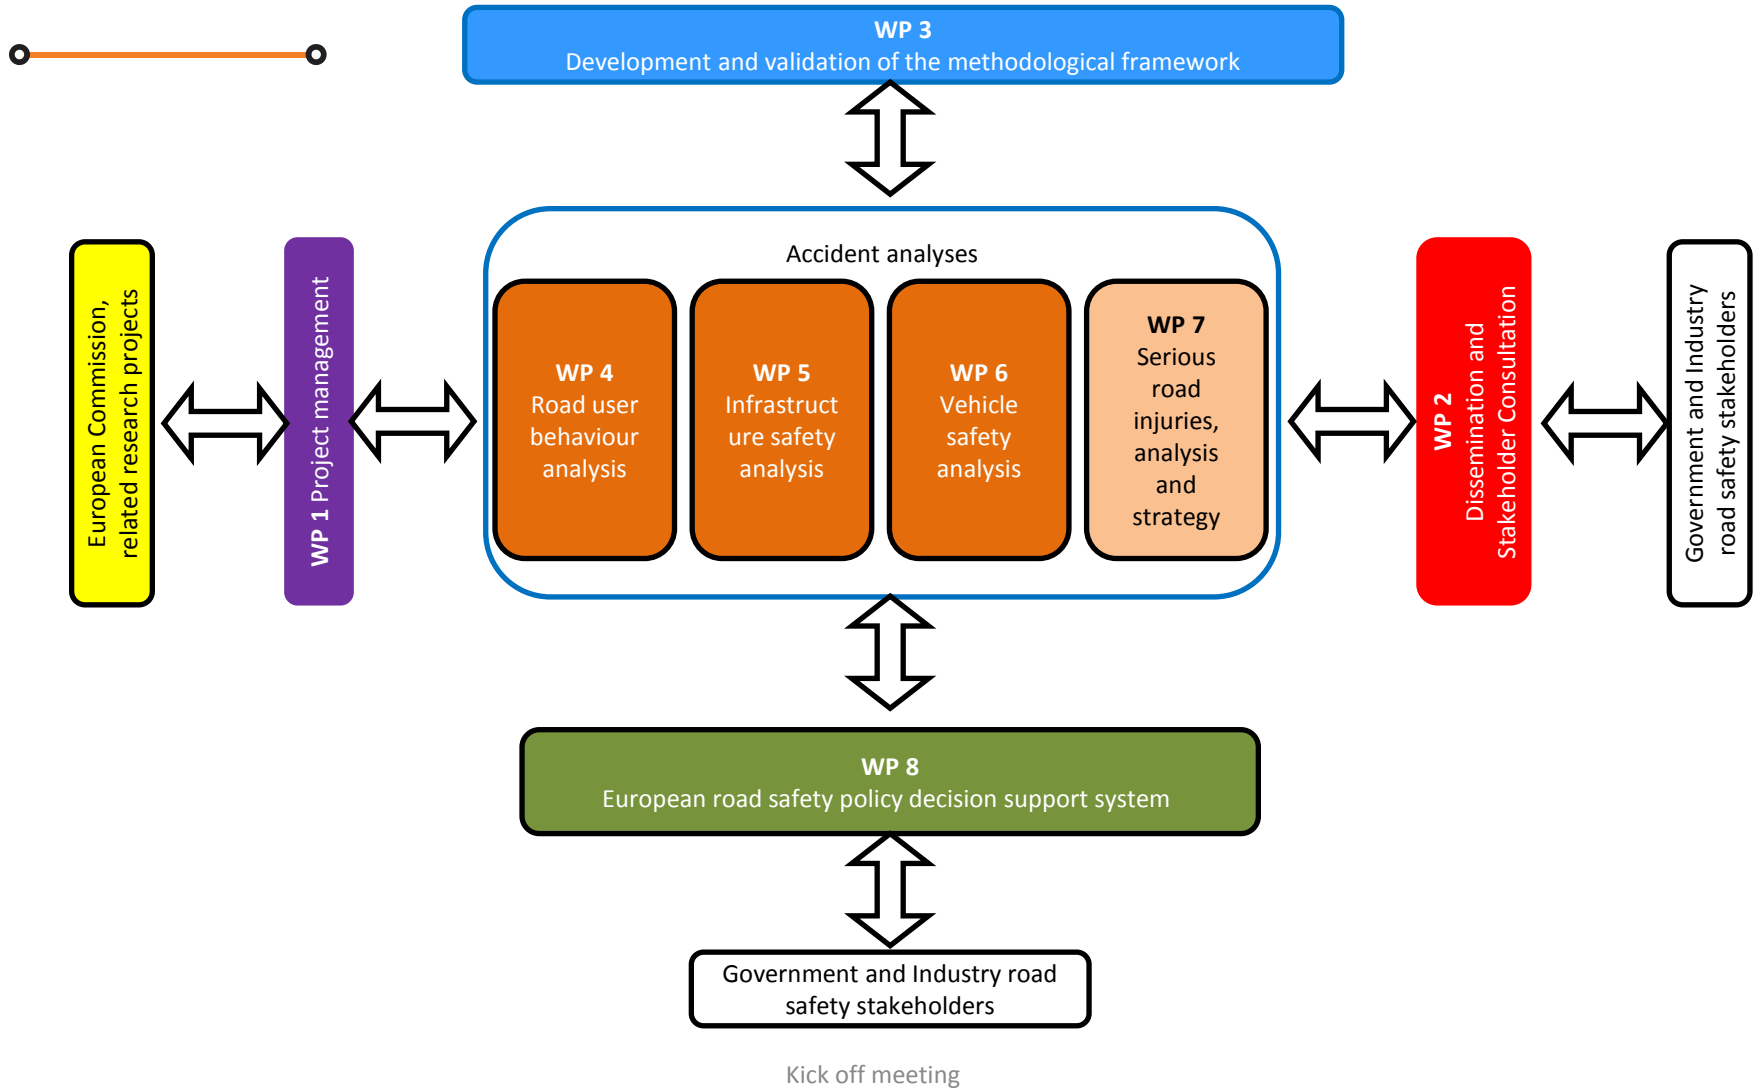 WP 3
Development and validation of the methodological framework
European Commission,
related research projects
WP 1 Project management
Accident analyses
WP 4
Road user
behaviour
analysis
WP 5
Infrastruct
ure safety
analysis
WP 6
Vehicle
safety
analysis
WP 7
Serious
road
injuries,
analysis
and
strategy
WP 2
Dissemination and
Stakeholder Consultation
Government and Industry
road safety stakeholders
WP 8
European road safety policy decision support system
Government and Industry road
safety stakeholders
Kick off meeting